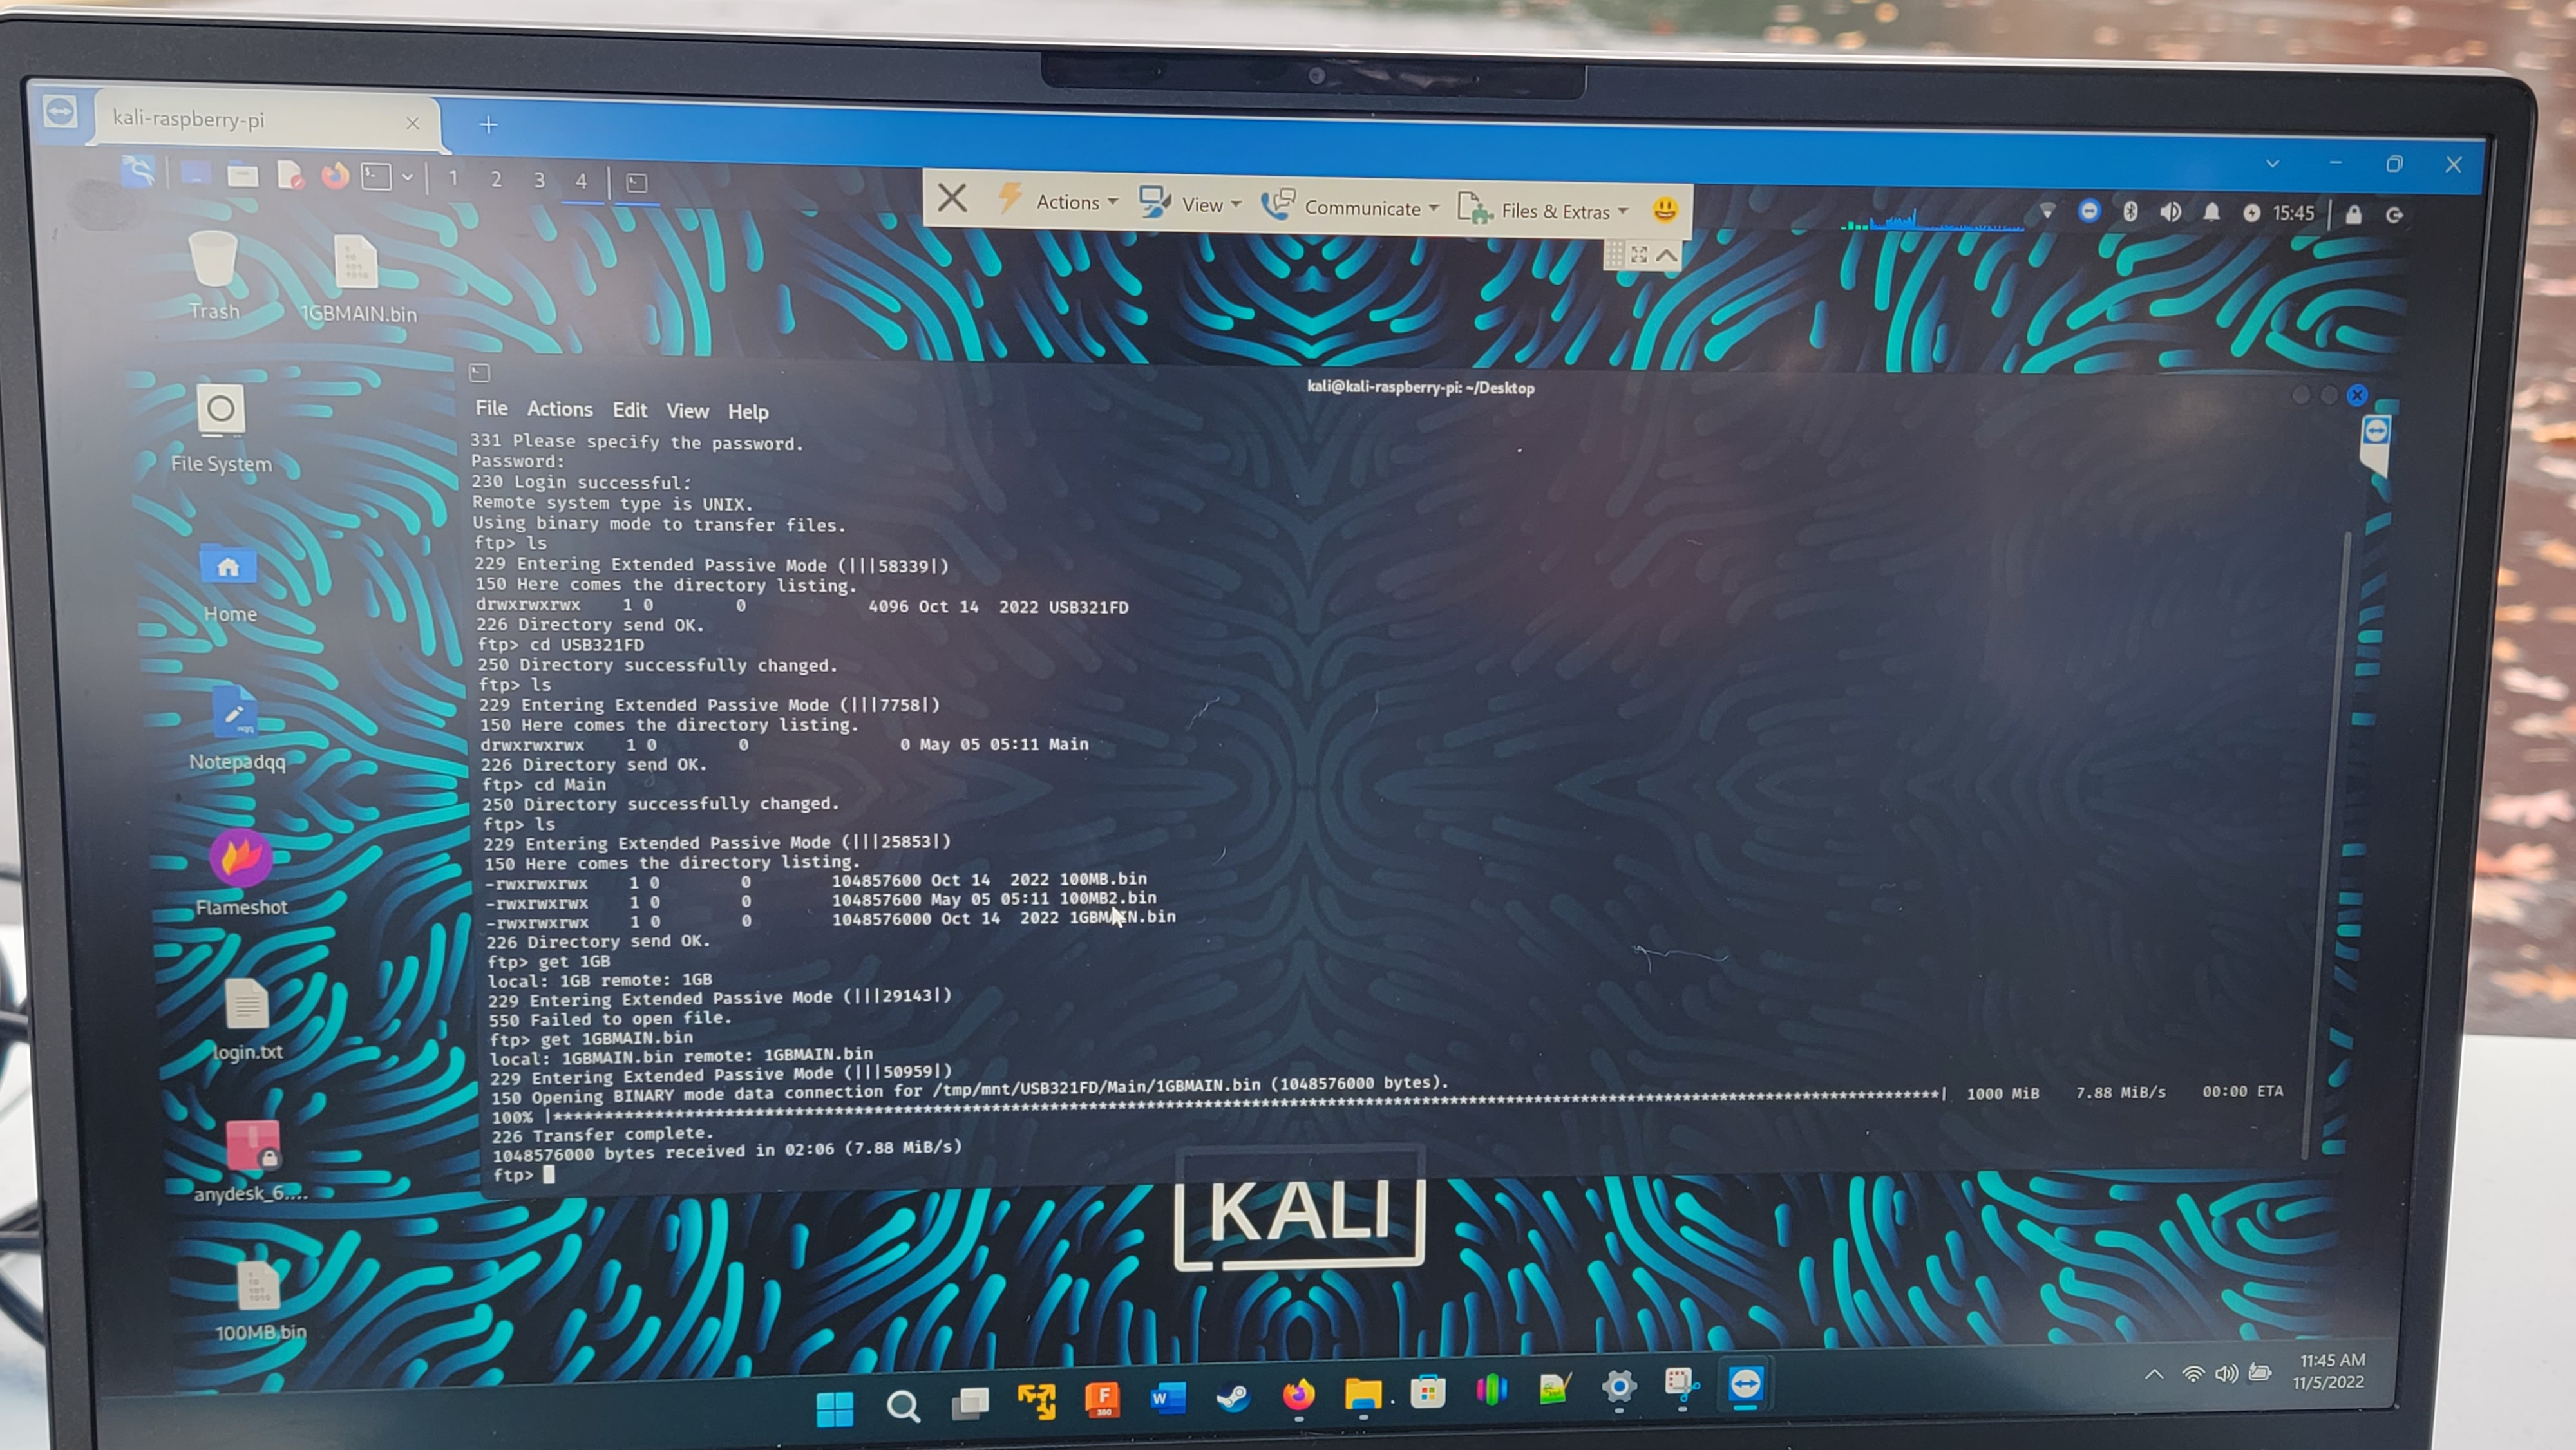 kali-raspberry-pi
1 2 3 4
Actions View Communicate Files & Extras
15:45
Trash
1GBMAIN.bin
File System
Home
Notepadqq
Flameshot
login.txt
anydesk_6....
100MB.bin
kali@kali-raspberry-pi: ~/Desktop
File Actions Edit View Help
331 Please specify the password.
Password:
230 Login successful.
Remote system type is UNIX.
Using binary mode to transfer files.
ftp> ls
229 Entering Extended Passive Mode (|||58339|)
150 Here comes the directory listing.
drwxrwxrwx 1 0 0 4096 Oct 14 2022 USB321FD
226 Directory send OK.
ftp> cd USB321FD
250 Directory successfully changed.
ftp> ls
229 Entering Extended Passive Mode (|||7758|)
150 Here comes the directory listing.
drwxrwxrwx 1 0 0 0 May 05 05:11 Main
226 Directory send OK.
ftp> cd Main
250 Directory successfully changed.
ftp> ls
229 Entering Extended Passive Mode (|||25853|)
150 Here comes the directory listing.
-rwxrwxrwx 1 0 0 104857600 Oct 14 2022 100MB.bin
-rwxrwxrwx 1 0 0 104857600 May 05 05:11 100MB2.bin
-rwxrwxrwx 1 0 0 1048576000 Oct 14 2022 1GBMAIN.bin
226 Directory send OK.
ftp> get 1GB
local: 1GB remote: 1GB
229 Entering Extended Passive Mode (|||29143|)
550 Failed to open file.
ftp> get 1GBMAIN.bin
local: 1GBMAIN.bin remote: 1GBMAIN.bin
229 Entering Extended Passive Mode (|||50959|)
150 Opening BINARY mode data connection for /tmp/mnt/USB321FD/Main/1GBMAIN.bin (1048576000 bytes).
100% |***| 1000 MiB 7.88 MiB/s 00:00 ETA
226 Transfer complete.
1048576000 bytes received in 02:06 (7.88 MiB/s)
ftp>
KALI
11:45 AM
11/5/2022